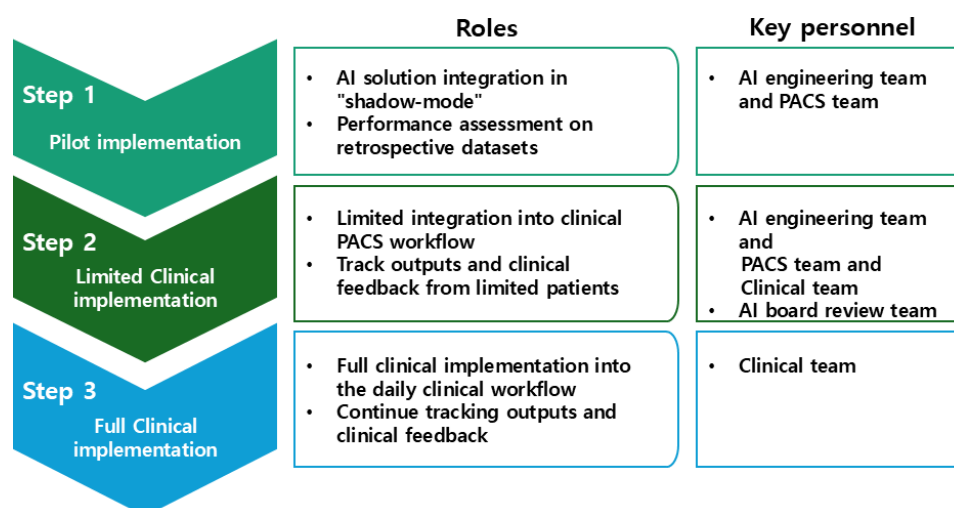 Roles
Key personnel
Step 1
Pilot implementation
• AI solution integration in
"shadow-mode"
• Performance assessment on
retrospective datasets
• AI engineering team
and PACS team
Step 2
Limited Clinical
implementation
• Limited integration into clinical
PACS workflow
• Track outputs and clinical
feedback from limited patients
• AI engineering team
and
PACS team and
Clinical team
• AI board review team
Step 3
Full Clinical
implementation
• Full clinical implementation into
the daily clinical workflow
• Continue tracking outputs and
clinical feedback
• Clinical team